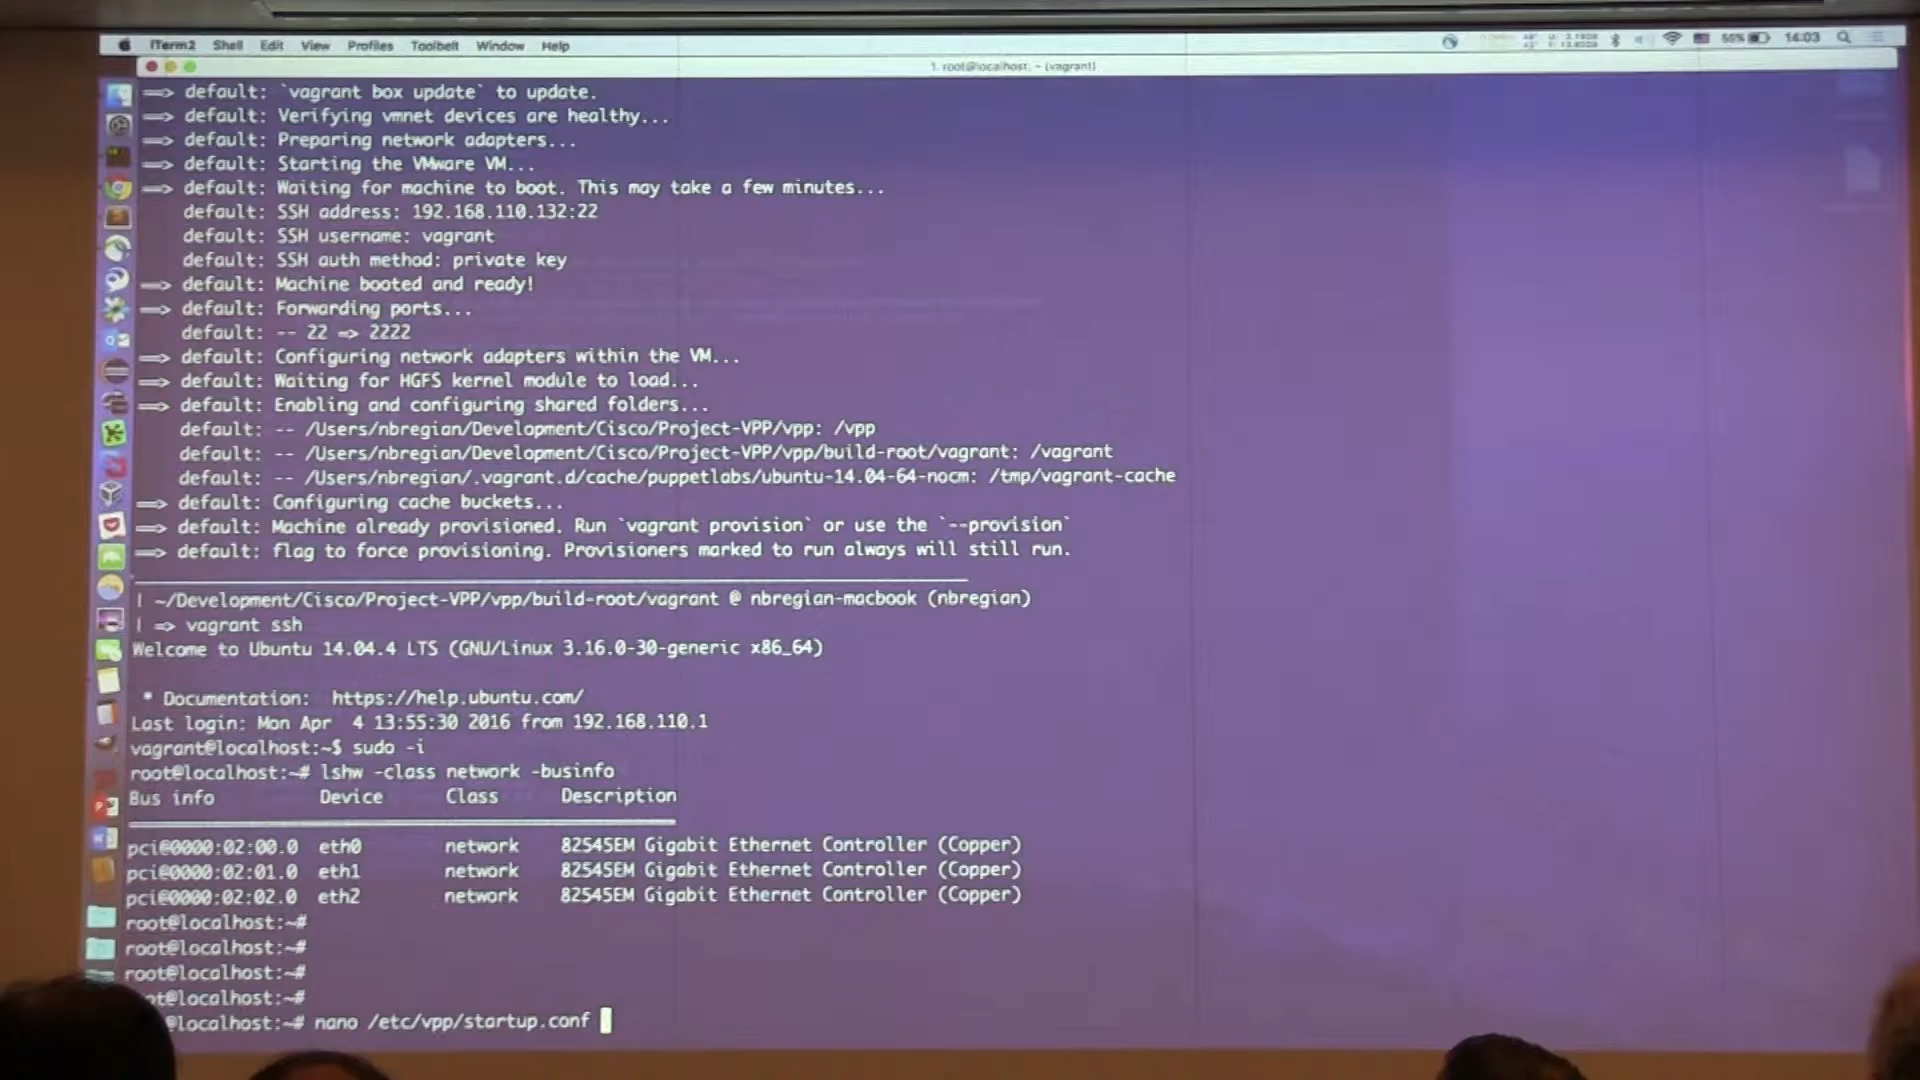 iTerm2 Shell Edit View Profiles Toolbelt Window Help 55% 14:03
1. root@localhost: ~ (vagrant)
==> default: `vagrant box update` to update.
==> default: Verifying vmnet devices are healthy...
==> default: Preparing network adapters...
==> default: Starting the VMware VM...
==> default: Waiting for machine to boot. This may take a few minutes...
default: SSH address: 192.168.110.132:22
default: SSH username: vagrant
default: SSH auth method: private key
==> default: Machine booted and ready!
==> default: Forwarding ports...
default: -- 22 => 2222
==> default: Configuring network adapters within the VM...
==> default: Waiting for HGFS kernel module to load...
==> default: Enabling and configuring shared folders...
default: -- /Users/nbregian/Development/Cisco/Project-VPP/vpp: /vpp
default: -- /Users/nbregian/Development/Cisco/Project-VPP/vpp/build-root/vagrant: /vagrant
default: -- /Users/nbregian/.vagrant.d/cache/puppetlabs/ubuntu-14.04-64-nocm: /tmp/vagrant-cache
==> default: Configuring cache buckets...
==> default: Machine already provisioned. Run `vagrant provision` or use the `--provision`
==> default: flag to force provisioning. Provisioners marked to run always will still run.
| ~/Development/Cisco/Project-VPP/vpp/build-root/vagrant @ nbregian-macbook (nbregian)
| => vagrant ssh
Welcome to Ubuntu 14.04.4 LTS (GNU/Linux 3.16.0-30-generic x86_64)
* Documentation: https://help.ubuntu.com/
Last login: Mon Apr 4 13:55:30 2016 from 192.168.110.1
vagrant@localhost:~$ sudo -i
root@localhost:~# lshw -class network -businfo
Bus info Device Class Description
pci@0000:02:00.0 eth0 network 82545EM Gigabit Ethernet Controller (Copper)
pci@0000:02:01.0 eth1 network 82545EM Gigabit Ethernet Controller (Copper)
pci@0000:02:02.0 eth2 network 82545EM Gigabit Ethernet Controller (Copper)
root@localhost:~#
root@localhost:~#
root@localhost:~#
ot@localhost:~#
@localhost:~# nano /etc/vpp/startup.conf